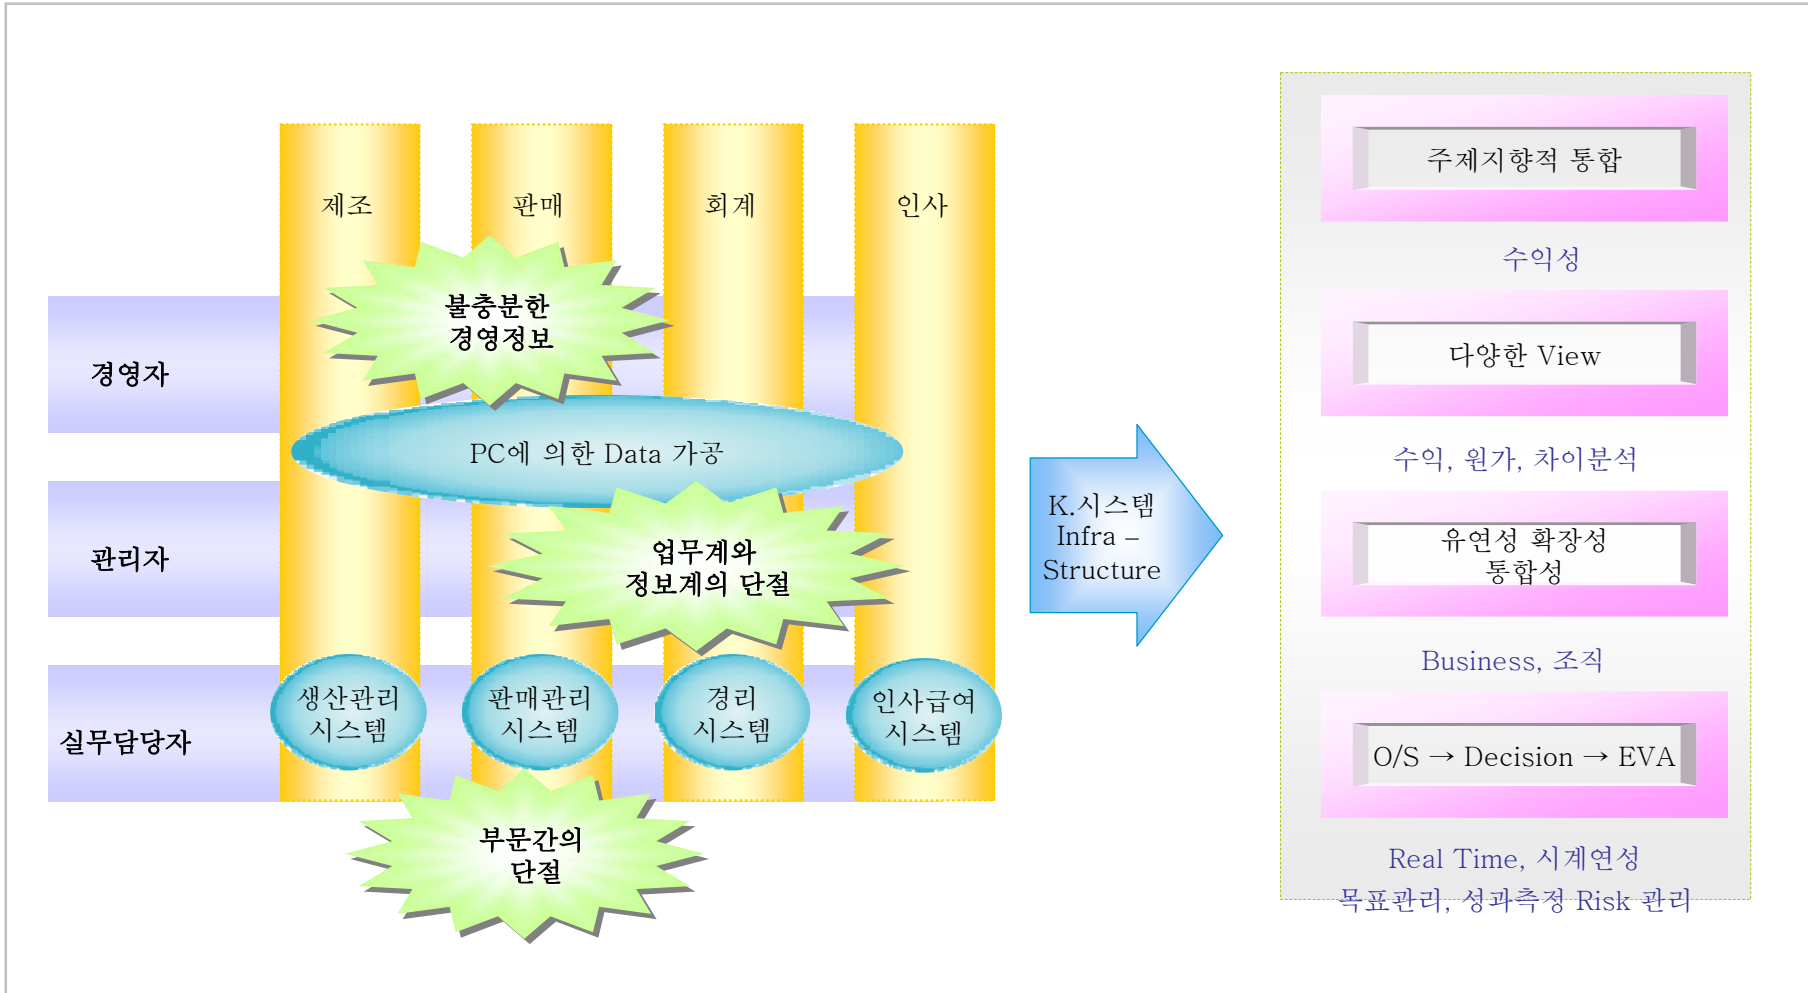 제조
판매
회계
인사
불충분한
경영정보
경영자
PC에 의한 Data 가공
관리자
업무계와
정보계의 단절
실무담당자
생산관리
시스템
판매관리
시스템
경리
시스템
인사급여
시스템
부문간의
단절
K.시스템
Infra –
Structure
주제지향적 통합
수익성
다양한 View
수익, 원가, 차이분석
유연성 확장성
통합성
Business, 조직
O/S → Decision → EVA
Real Time, 시계연성
목표관리, 성과측정 Risk 관리